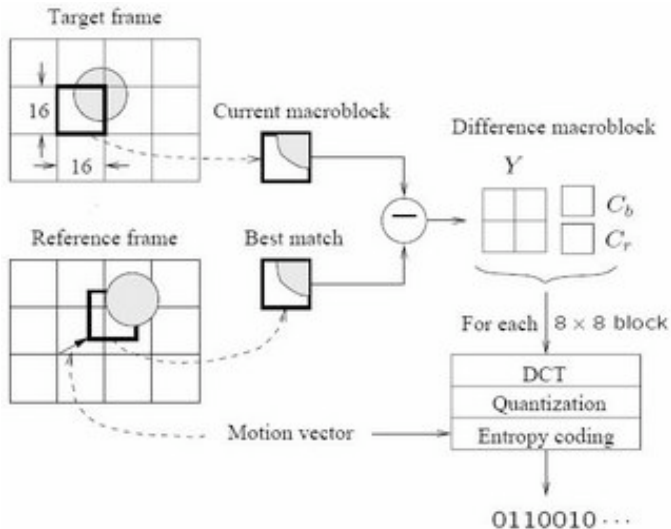 Target frame
16
16
Current macroblock
Difference macroblock
Y
C_b
C_r
Reference frame
Best match
For each 8 × 8 block
DCT
Quantization
Entropy coding
Motion vector
0110010 ···